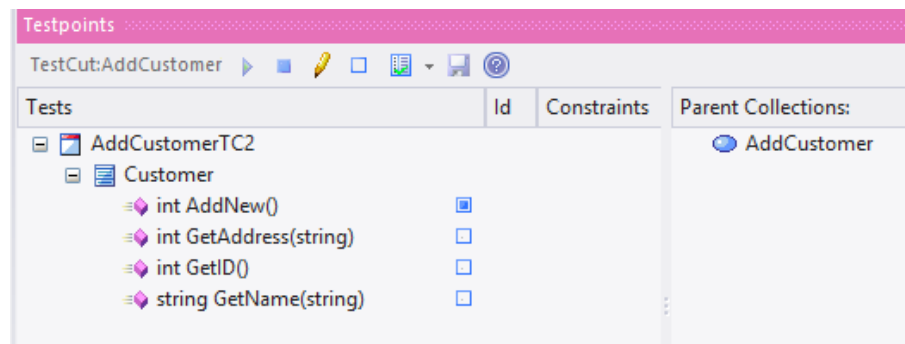 Testpoints
TestCut:AddCustomer
Tests Id Constraints Parent Collections:
AddCustomerTC2 AddCustomer
Customer
int AddNew()
int GetAddress(string)
int GetID()
string GetName(string)